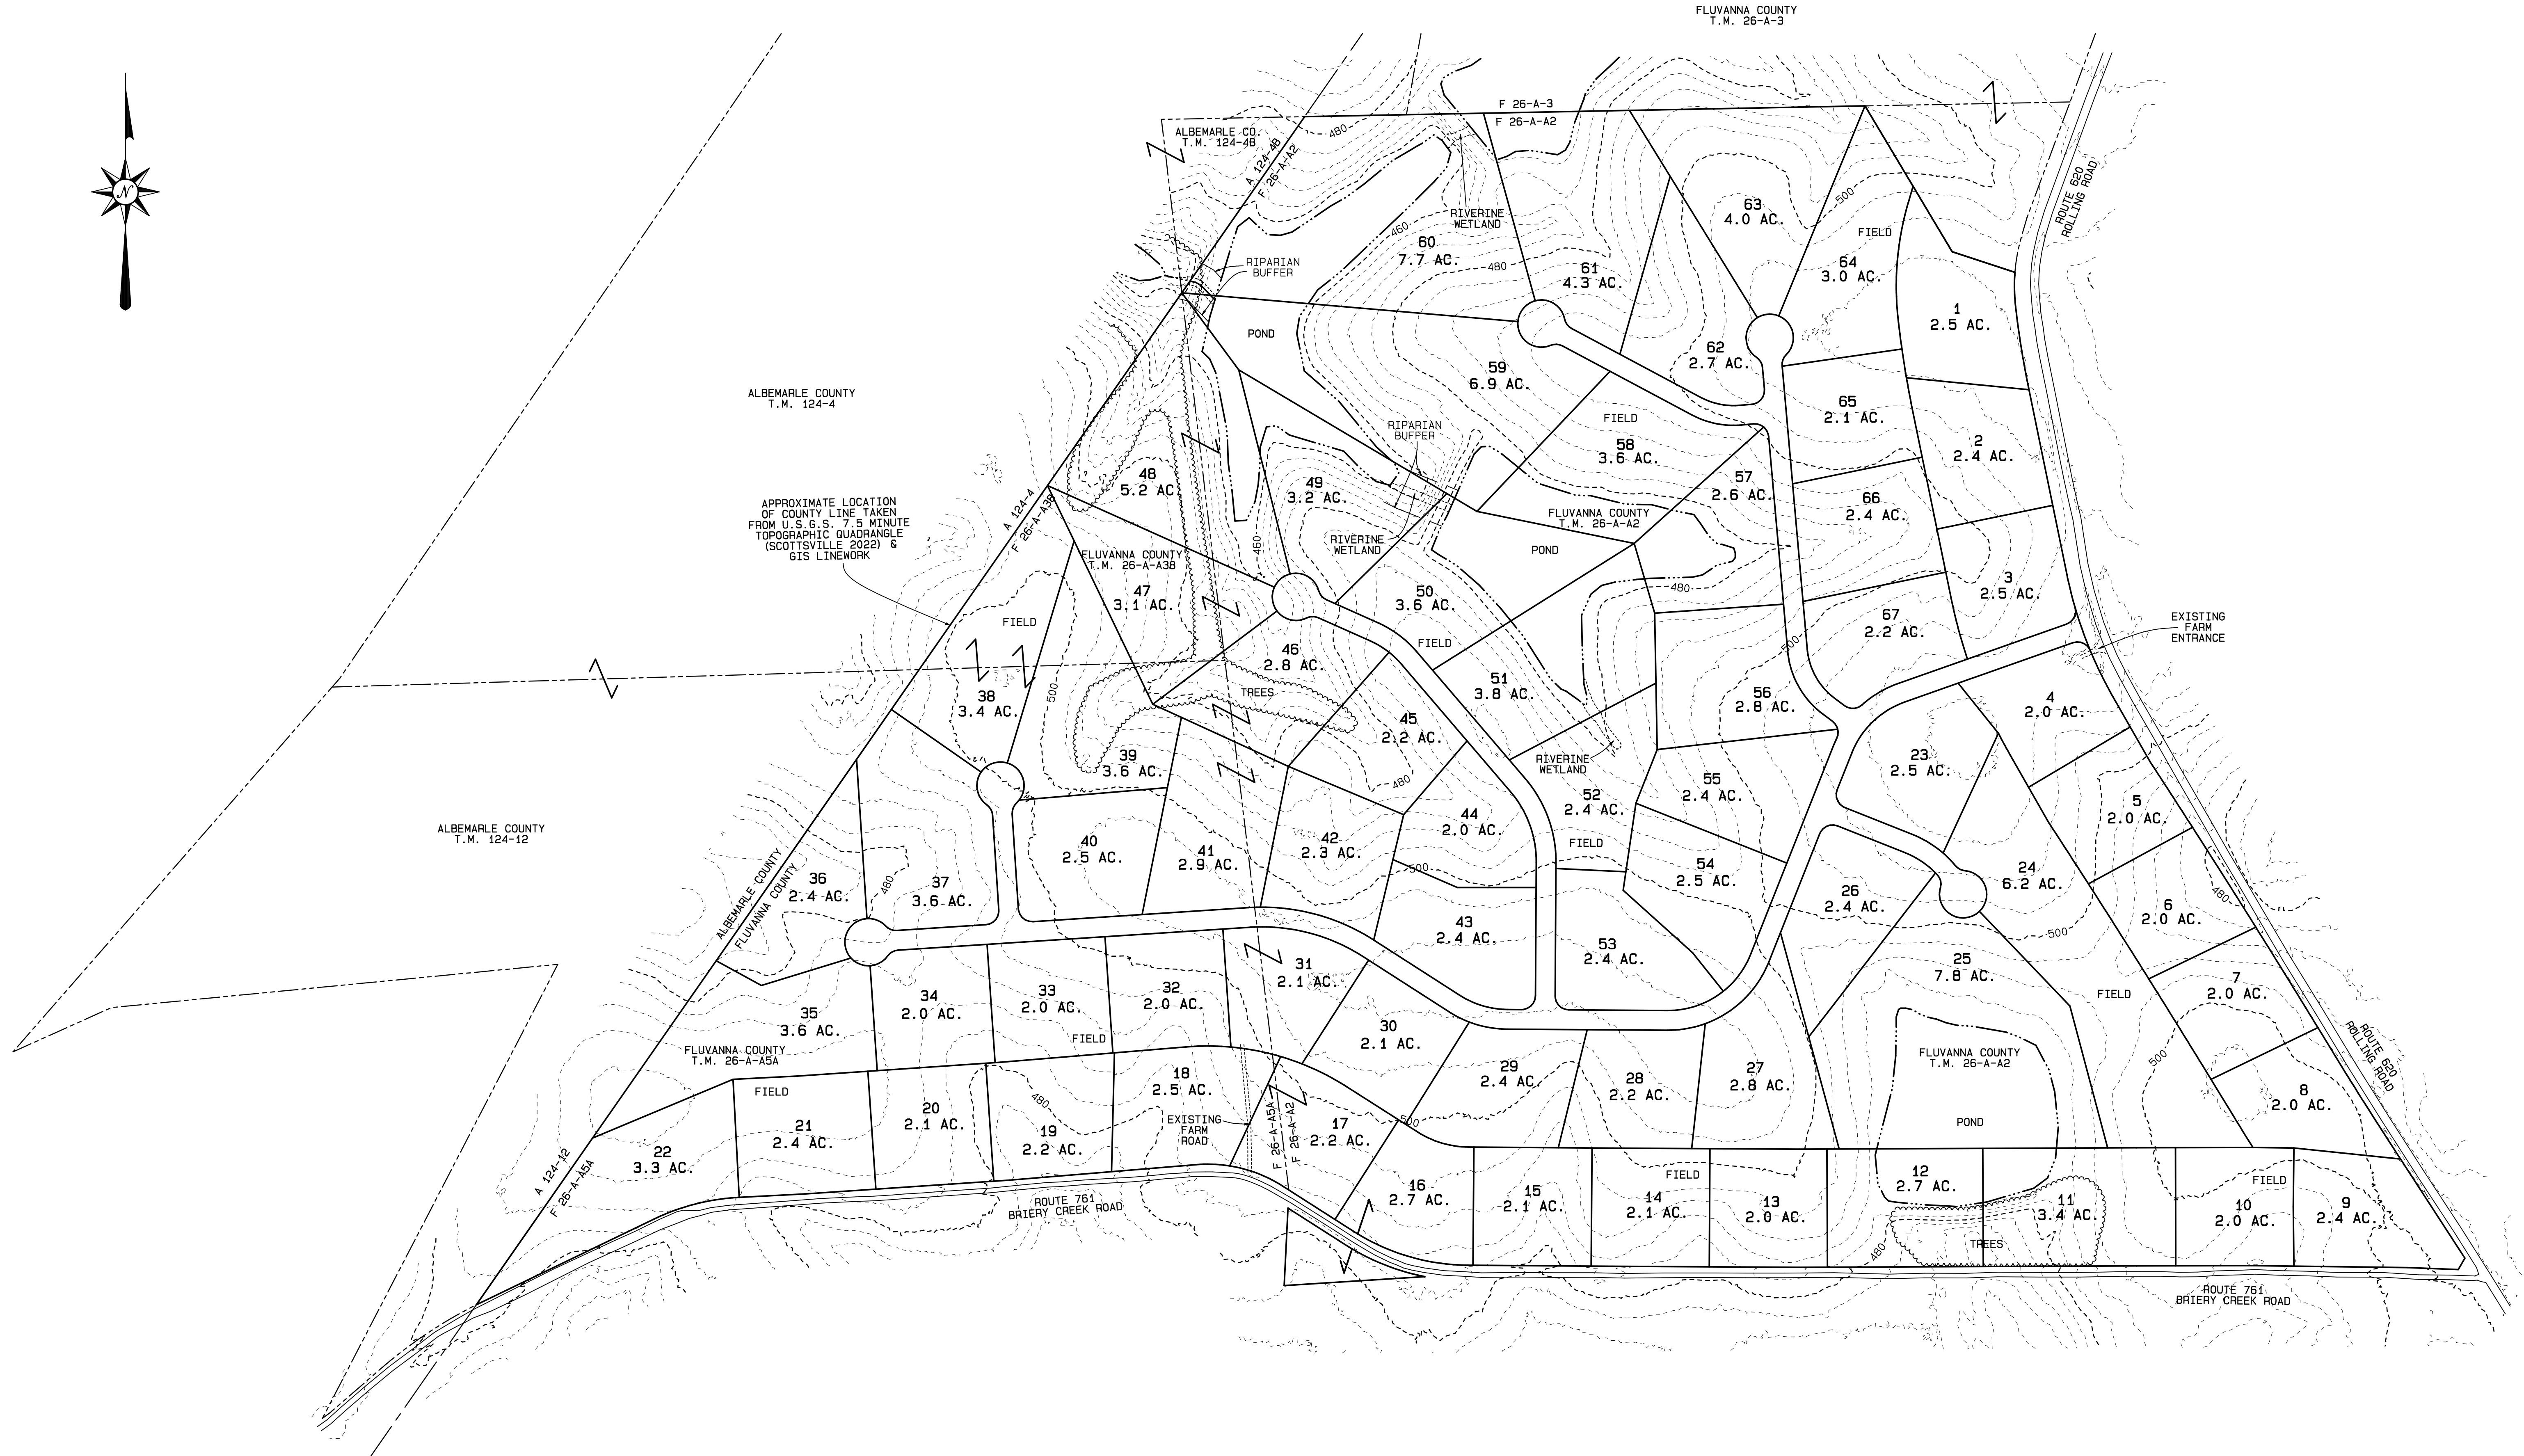 FLUVANNA COUNTY
T.M. 26-A-3
N
F 26-A-3
F 26-A-A2
ALBEMARLE CO.
T.M. 124-4B
480
A 124-4B
F 26-A-A2
ROUTE 620
ROLLING ROAD
RIVERINE
WETLAND
460
60
7.7 AC.
480
61
4.3 AC.
63
4.0 AC.
500
FIELD
64
3.0 AC.
1
2.5 AC.
RIPARIAN
BUFFER
POND
59
6.9 AC.
62
2.7 AC.
65
2.1 AC.
2
2.4 AC.
FIELD
58
3.6 AC.
57
2.6 AC.
66
2.4 AC.
ALBEMARLE COUNTY
T.M. 124-4
RIPARIAN
BUFFER
48
5.2 AC.
49
3.2 AC.
A 124-4
F 26-A-A38
APPROXIMATE LOCATION
OF COUNTY LINE TAKEN
FROM U.S.G.S. 7.5 MINUTE
TOPOGRAPHIC QUADRANGLE
(SCOTTSVILLE 2022) &
GIS LINEWORK
FLUVANNA COUNTY
T.M. 26-A-A2
POND
RIVERINE
WETLAND
460
FLUVANNA COUNTY
T.M. 26-A-A38
47
3.1 AC.
50
3.6 AC.
480
3
2.5 AC.
67
2.2 AC.
500
EXISTING
FARM
ENTRANCE
FIELD
FIELD
46
2.8 AC.
TREES
51
3.8 AC.
56
2.8 AC.
4
2.0 AC.
38
3.4 AC.
500
39
3.6 AC.
45
2.2 AC.
480
RIVERINE
WETLAND
23
2.5 AC.
55
2.4 AC.
52
2.4 AC.
5
2.0 AC.
ALBEMARLE COUNTY
T.M. 124-12
ALBEMARLE COUNTY
FLUVANNA COUNTY
36
2.4 AC.
480
37
3.6 AC.
40
2.5 AC.
41
2.9 AC.
42
2.3 AC.
44
2.0 AC.
500
FIELD
54
2.5 AC.
26
2.4 AC.
24
6.2 AC.
500
480
6
2.0 AC.
43
2.4 AC.
53
2.4 AC.
25
7.8 AC.
FIELD
7
2.0 AC.
31
2.1 AC.
32
2.0 AC.
33
2.0 AC.
34
2.0 AC.
35
3.6 AC.
FIELD
30
2.1 AC.
FLUVANNA COUNTY
T.M. 26-A-A5A
FLUVANNA COUNTY
T.M. 26-A-A2
500
ROUTE 620
ROLLING ROAD
29
2.4 AC.
28
2.2 AC.
27
2.8 AC.
8
2.0 AC.
FIELD
480
18
2.5 AC.
EXISTING
FARM
ROAD
F 26-A-A5A
F 26-A-A2
500
17
2.2 AC.
POND
20
2.1 AC.
21
2.4 AC.
19
2.2 AC.
22
3.3 AC.
A 124-12
F 26-A-A5A
16
2.7 AC.
15
2.1 AC.
FIELD
14
2.1 AC.
13
2.0 AC.
12
2.7 AC.
480
TREES
11
3.4 AC.
FIELD
10
2.0 AC.
9
2.4 AC.
ROUTE 761
BRIERY CREEK ROAD
ROUTE 761
BRIERY CREEK ROAD